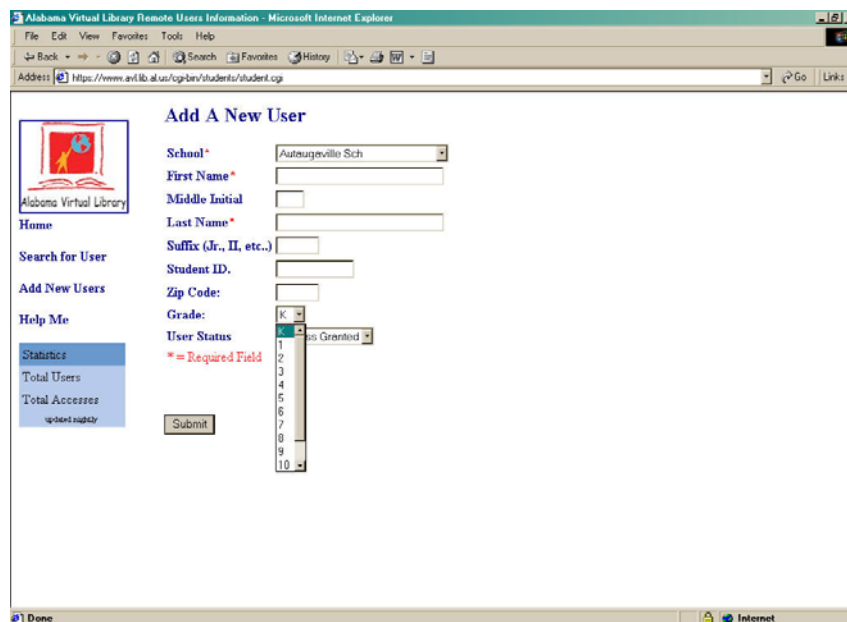 Alabama Virtual Library Remote Users Information - Microsoft Internet Explorer
File Edit View Favorites Tools Help
Back Search Favorites History
Address https://www.avl.lib.al.us/cgi-bin/students/student.cgi Go Links
Add A New User
Alabama Virtual Library
Home
Search for User
Add New Users
Help Me
Statistics
Total Users
Total Accesses
updated nightly
School* Autaugaville Sch
First Name*
Middle Initial
Last Name*
Suffix (Jr., II, etc..)
Student ID.
Zip Code:
Grade: K
User Status ss Granted
* = Required Field
K
1
2
3
4
5
6
7
8
9
10
Submit
Done Internet